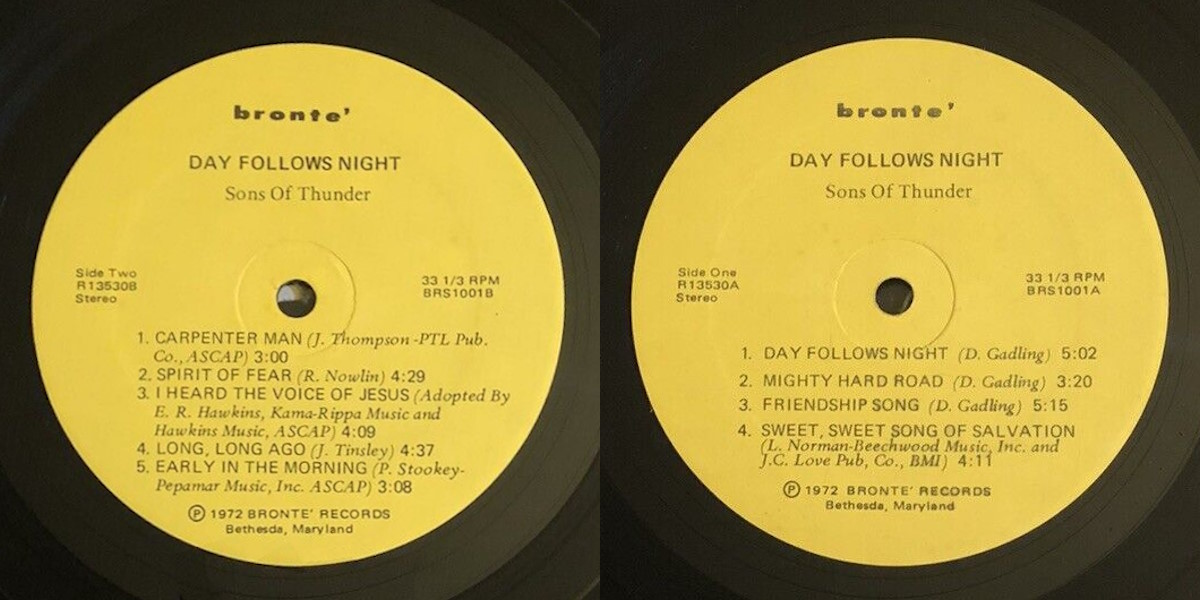 bronte'
DAY FOLLOWS NIGHT
Sons Of Thunder
Side Two
R13530B
Stereo
33 1/3 RPM
BRS1001B
1. CARPENTER MAN (J. Thompson -PTL Pub.
Co., ASCAP) 3:00
2. SPIRIT OF FEAR (R. Nowlin) 4:29
3. I HEARD THE VOICE OF JESUS (Adopted By
E. R. Hawkins, Kama-Rippa Music and
Hawkins Music, ASCAP) 4:09
4. LONG, LONG AGO (J. Tinsley) 4:37
5. EARLY IN THE MORNING (P. Stookey-
Pepamar Music, Inc. ASCAP) 3:08
Ⓟ 1972 BRONTE' RECORDS
Bethesda, Maryland
bronte'
DAY FOLLOWS NIGHT
Sons Of Thunder
Side One
R13530A
Stereo
33 1/3 RPM
BRS1001A
1. DAY FOLLOWS NIGHT (D. Gadling) 5:02
2. MIGHTY HARD ROAD (D. Gadling) 3:20
3. FRIENDSHIP SONG (D. Gadling) 5:15
4. SWEET, SWEET SONG OF SALVATION
(L. Norman-Beechwood Music, Inc. and
J.C. Love Pub, Co., BMI) 4:11
Ⓟ 1972 BRONTE' RECORDS
Bethesda, Maryland